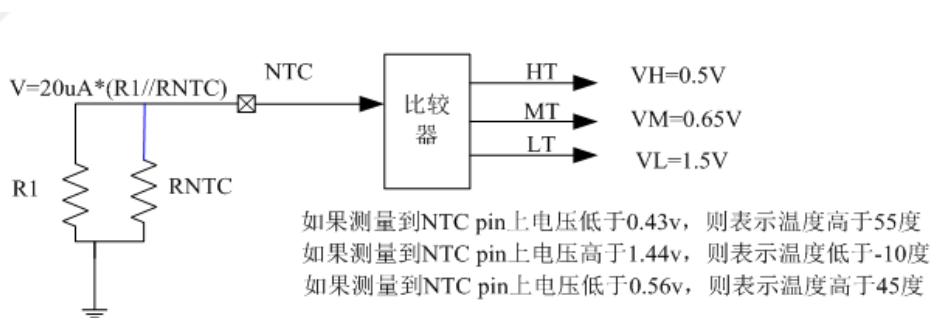 NTC
V=20uA*(R1//RNTC)
比较器
HT
VH=0.5V
MT
VM=0.65V
LT
VL=1.5V
R1
RNTC
如果测量到NTC pin上电压低于0.43v，则表示温度高于55度
如果测量到NTC pin上电压高于1.44v，则表示温度低于-10度
如果测量到NTC pin上电压低于0.56v，则表示温度高于45度